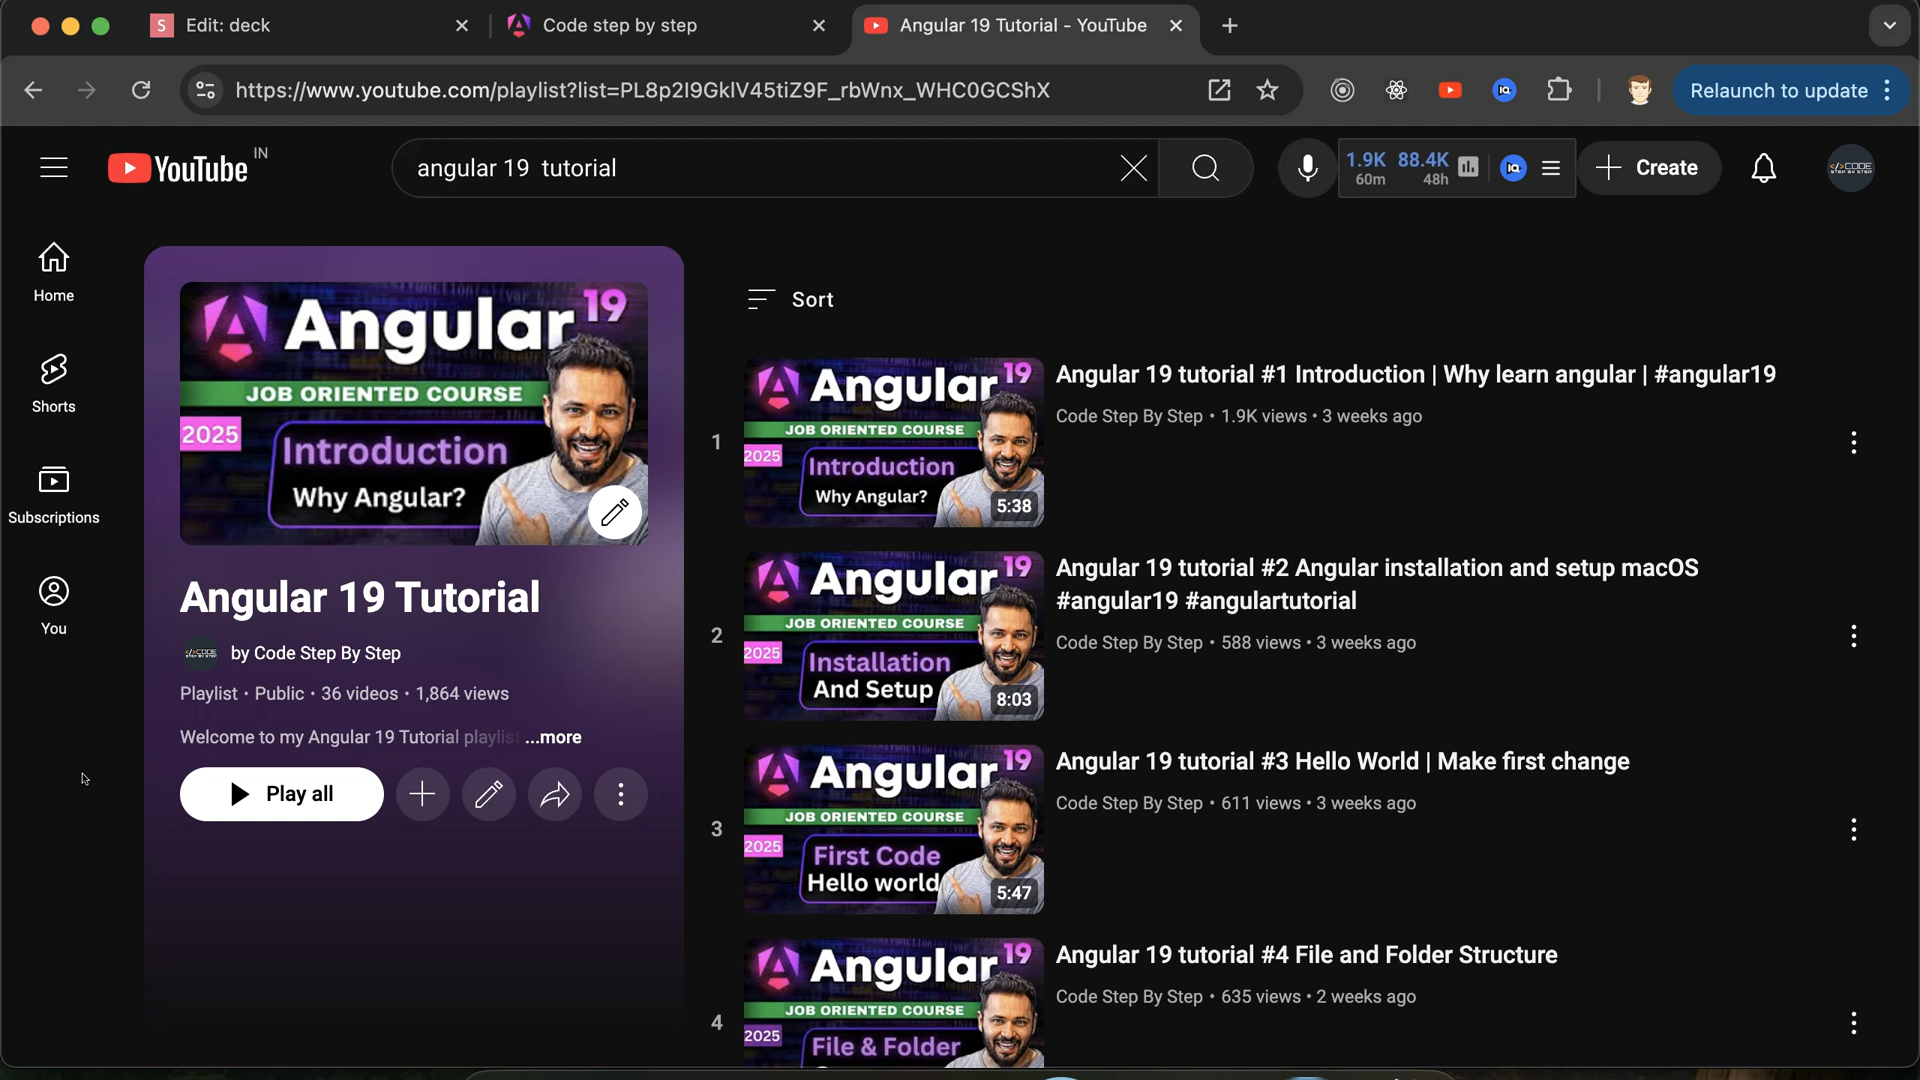 S Edit: deck
Code step by step
Angular 19 Tutorial - YouTube
https://www.youtube.com/playlist?list=PL8p2I9GklV45tiZ9F_rbWnx_WHC0GCShX
Relaunch to update
YouTube IN
angular 19  tutorial
1.9K 88.4K
60m 48h
IQ
Create
</>CODE
STEP BY STEP
Home
Shorts
Subscriptions
You
Angular 19
JOB ORIENTED COURSE
2025
Introduction
Why Angular?
Angular 19 Tutorial
by Code Step By Step
Playlist • Public • 36 videos • 1,864 views
Welcome to my Angular 19 Tutorial playlis ...more
Play all
Sort
1
Angular 19
JOB ORIENTED COURSE
2025
Introduction
Why Angular?
5:38
Angular 19 tutorial #1 Introduction | Why learn angular | #angular19
Code Step By Step • 1.9K views • 3 weeks ago
2
Angular 19
JOB ORIENTED COURSE
2025
Installation
And Setup
8:03
Angular 19 tutorial #2 Angular installation and setup macOS
#angular19 #angulartutorial
Code Step By Step • 588 views • 3 weeks ago
3
Angular 19
JOB ORIENTED COURSE
2025
First Code
Hello world
5:47
Angular 19 tutorial #3 Hello World | Make first change
Code Step By Step • 611 views • 3 weeks ago
4
Angular 19
JOB ORIENTED COURSE
2025
File & Folder
Angular 19 tutorial #4 File and Folder Structure
Code Step By Step • 635 views • 2 weeks ago